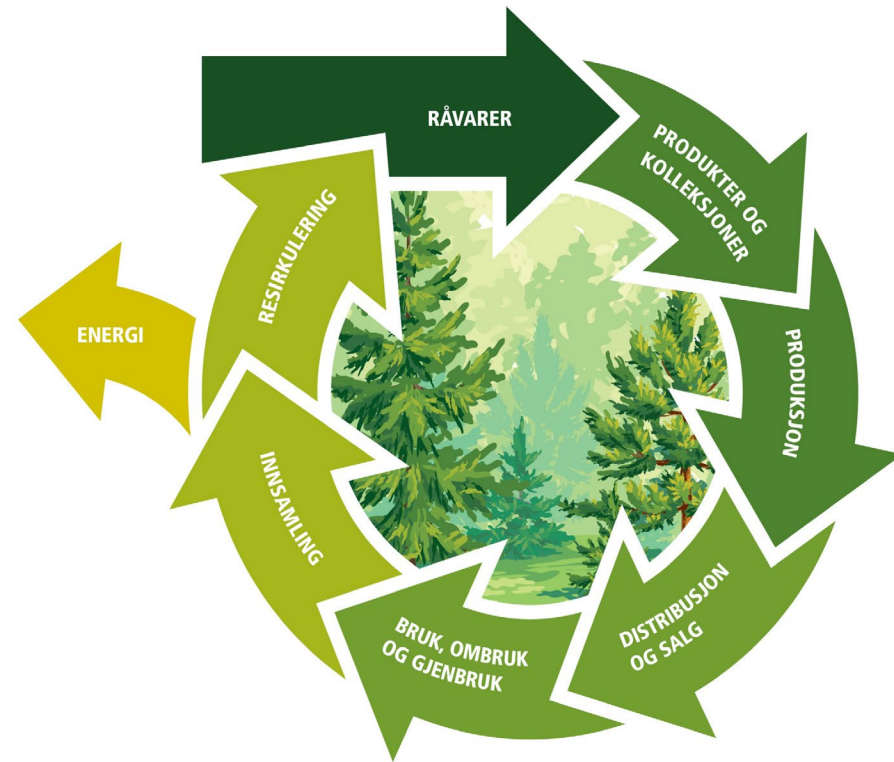 RÅVARER
PRODUKTER OG
KOLLEKSJONER
PRODUKSJON
DISTRIBUSJON
OG SALG
BRUK, OMBRUK
OG GJENBRUK
INNSAMLING
RESIRKULERING
ENERGI